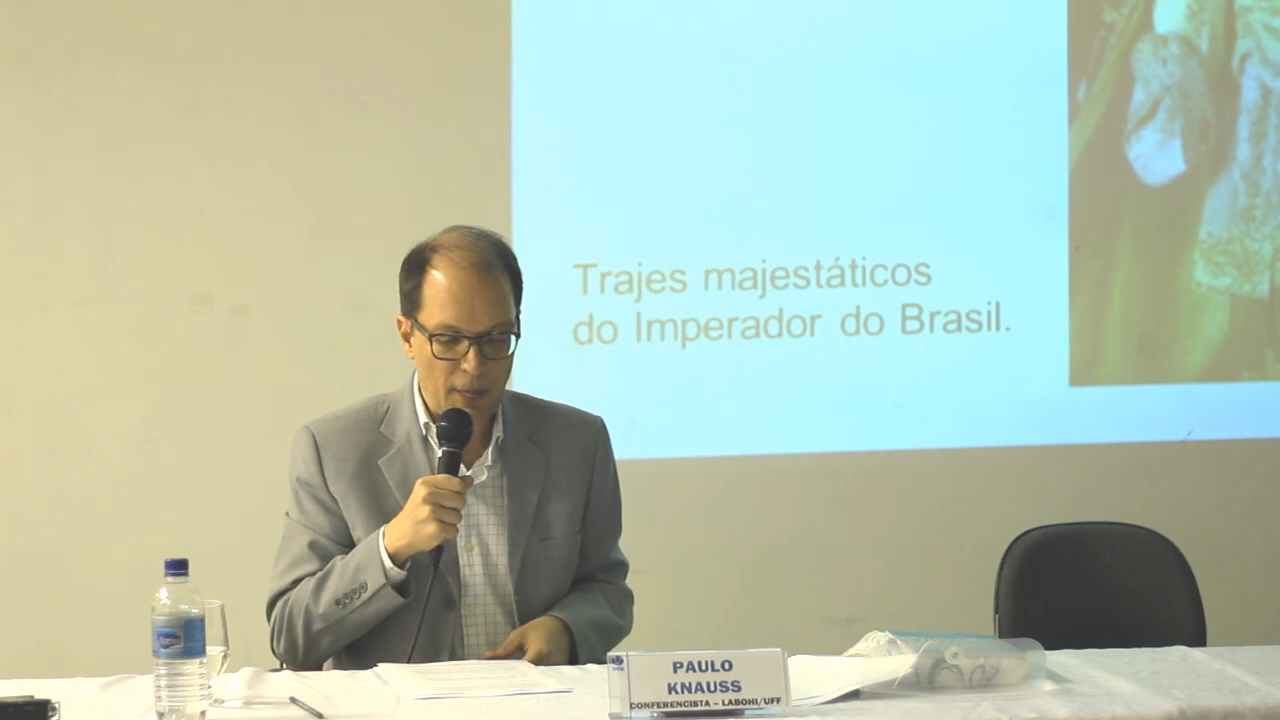 Trajes majestáticos
do Imperador do Brasil.
PAULO
KNAUSS
CONFERENCISTA – LABOHI/UFF